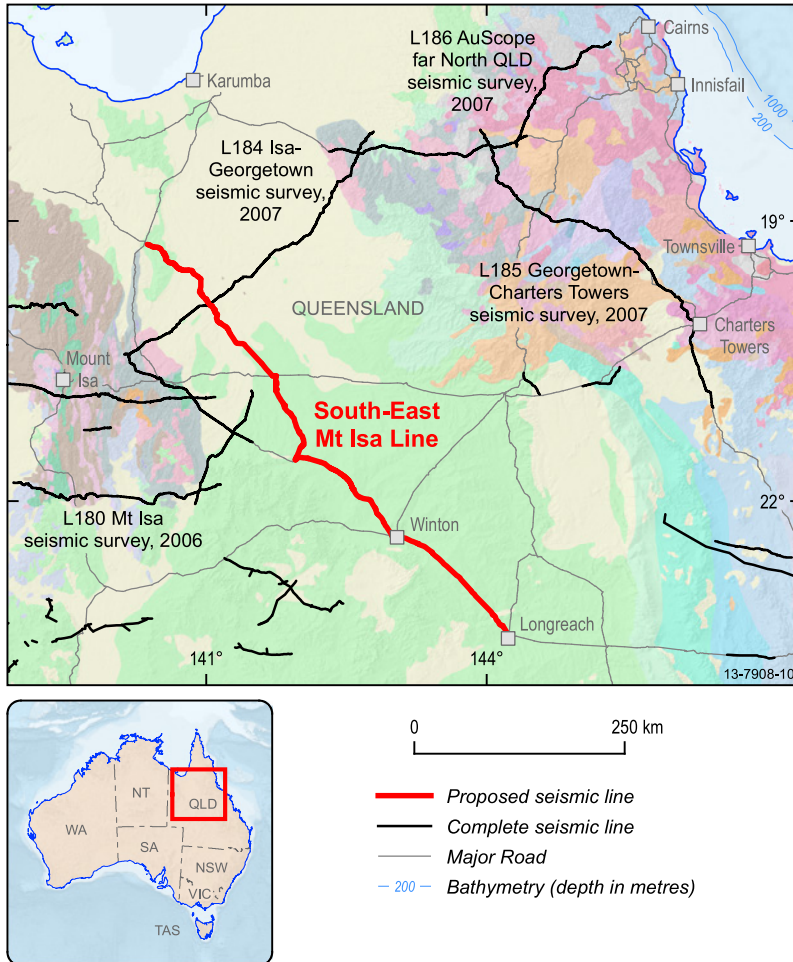 Cairns
L186 AuScope
far North QLD
seismic survey,
2007
Karumba
Innisfail
1000
200
L184 Isa-
Georgetown
seismic survey,
2007
19°
Townsville
L185 Georgetown-
Charters Towers
seismic survey, 2007
QUEENSLAND
Charters
Towers
Mount
Isa
South-East
Mt Isa Line
L180 Mt Isa
seismic survey, 2006
22°
Winton
Longreach
141°
144°
13-7908-10
0
250 km
Proposed seismic line
Complete seismic line
Major Road
200
Bathymetry (depth in metres)
NT
QLD
WA
SA
NSW
VIC
TAS